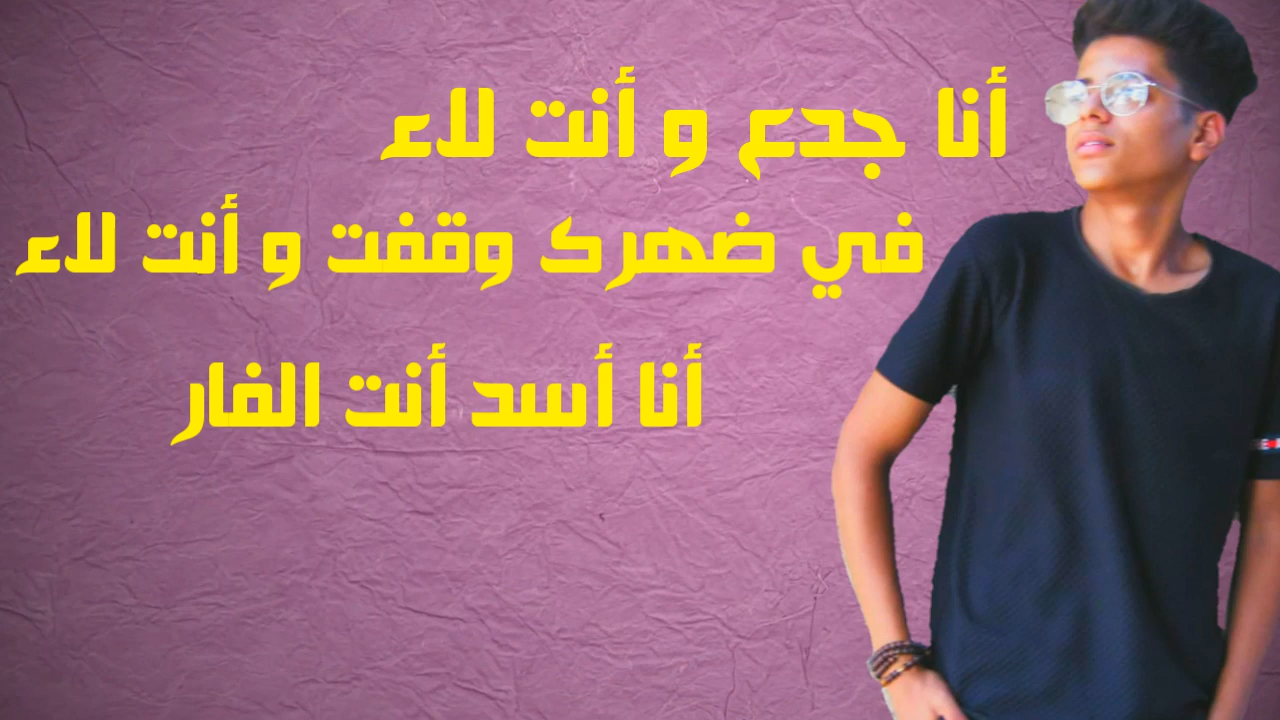 أنا جدع و أنت لاء
في ضهرك وقفت و أنت لاء
أنا أسد أنت الفار